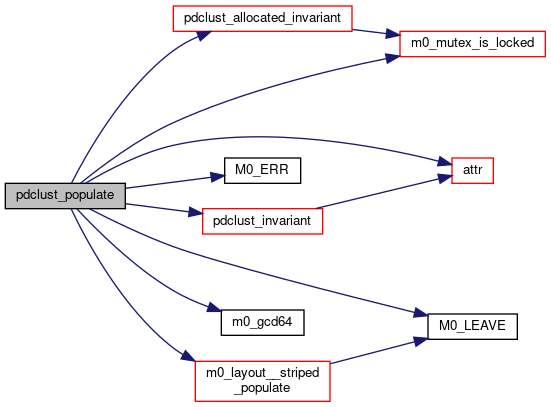 pdclust_allocated_invariant
m0_mutex_is_locked
attr
M0_ERR
pdclust_populate
pdclust_invariant
m0_gcd64
M0_LEAVE
m0_layout__striped
_populate